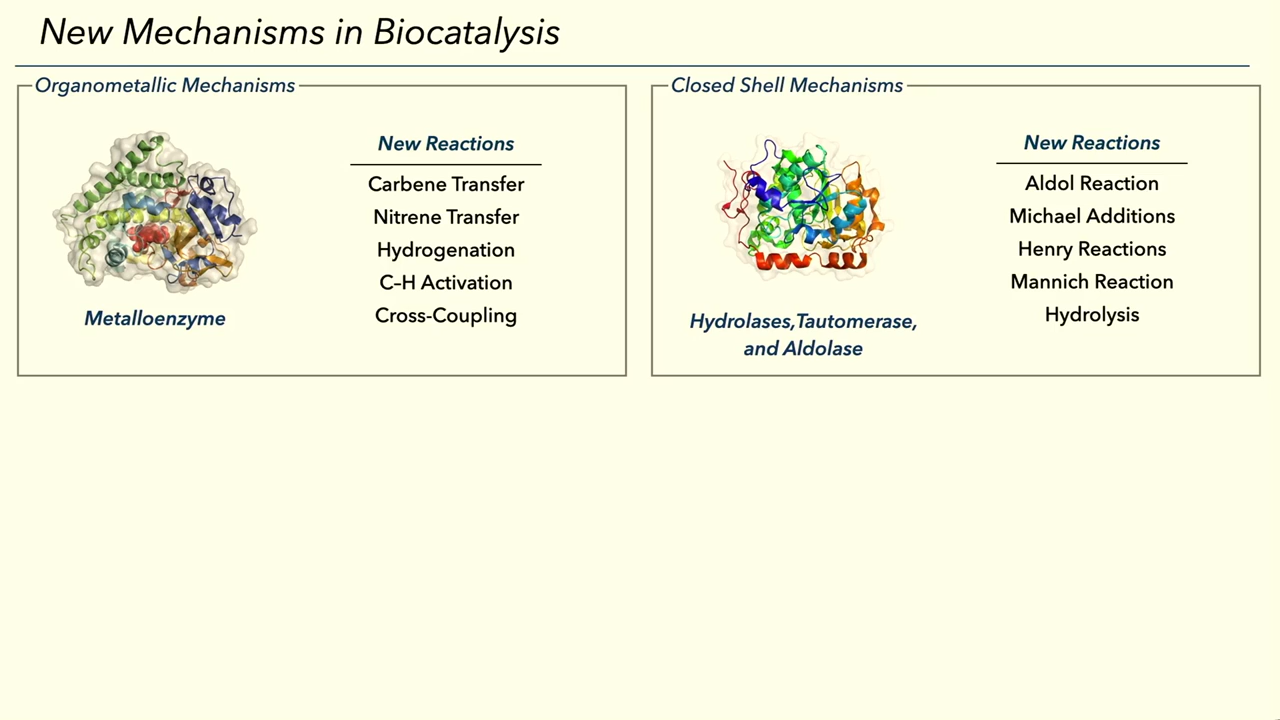 New Mechanisms in Biocatalysis
Organometallic Mechanisms
New Reactions
Carbene Transfer
Nitrene Transfer
Hydrogenation
C–H Activation
Cross-Coupling
Metalloenzyme
Closed Shell Mechanisms
New Reactions
Aldol Reaction
Michael Additions
Henry Reactions
Mannich Reaction
Hydrolysis
Hydrolases,Tautomerase,
and Aldolase